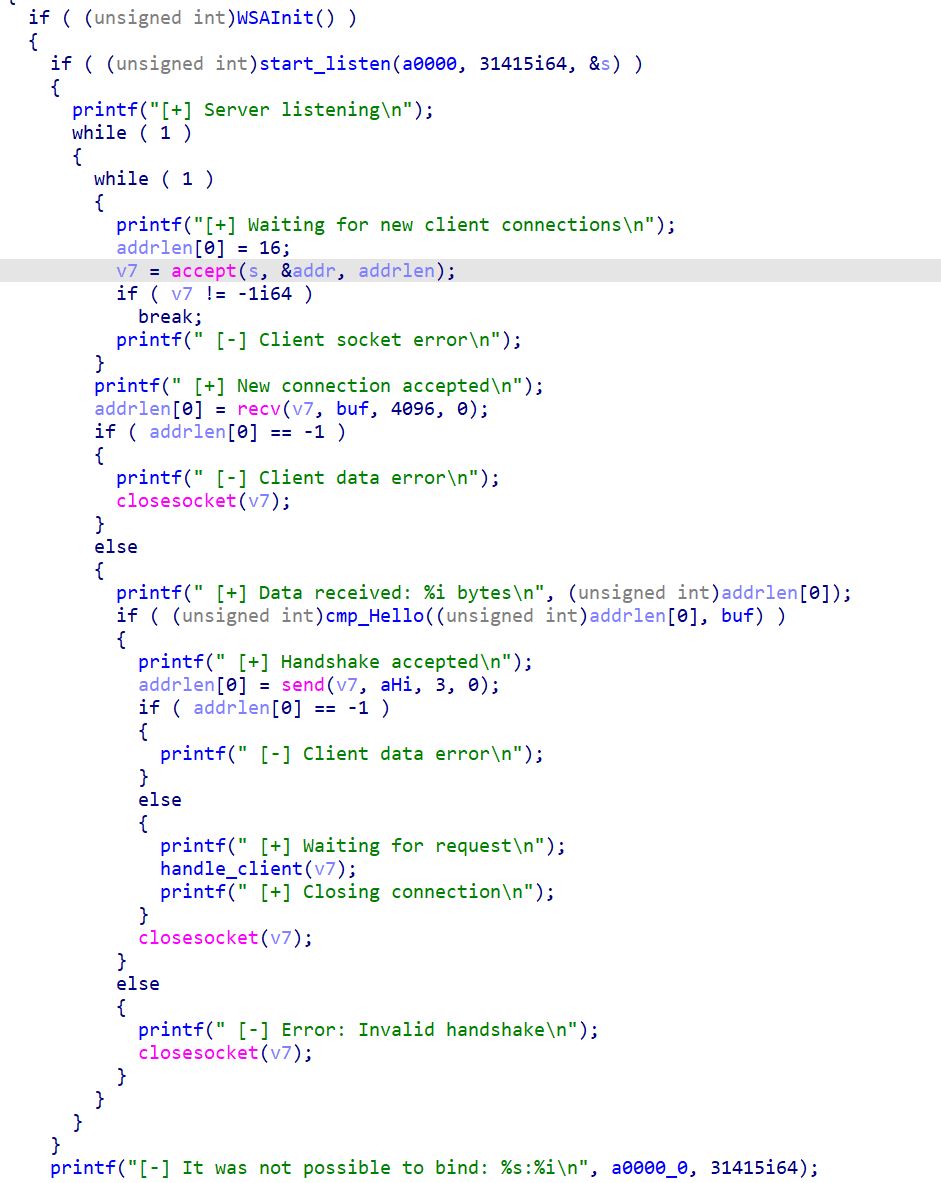 {
if ( (unsigned int)WSAInit() )
{
if ( (unsigned int)start_listen(a0000, 31415i64, &s) )
{
printf("[+] Server listening\n");
while ( 1 )
{
while ( 1 )
{
printf("[+] Waiting for new client connections\n");
addrlen[0] = 16;
v7 = accept(s, &addr, addrlen);
if ( v7 != -1i64 )
break;
printf(" [-] Client socket error\n");
}
printf(" [+] New connection accepted\n");
addrlen[0] = recv(v7, buf, 4096, 0);
if ( addrlen[0] == -1 )
{
printf(" [-] Client data error\n");
closesocket(v7);
}
else
{
printf(" [+] Data received: %i bytes\n", (unsigned int)addrlen[0]);
if ( (unsigned int)cmp_Hello((unsigned int)addrlen[0], buf) )
{
printf(" [+] Handshake accepted\n");
addrlen[0] = send(v7, aHi, 3, 0);
if ( addrlen[0] == -1 )
{
printf(" [-] Client data error\n");
}
else
{
printf(" [+] Waiting for request\n");
handle_client(v7);
printf(" [+] Closing connection\n");
}
closesocket(v7);
}
else
{
printf(" [-] Error: Invalid handshake\n");
closesocket(v7);
}
}
}
}
printf("[-] It was not possible to bind: %s:%i\n", a0000_0, 31415i64);